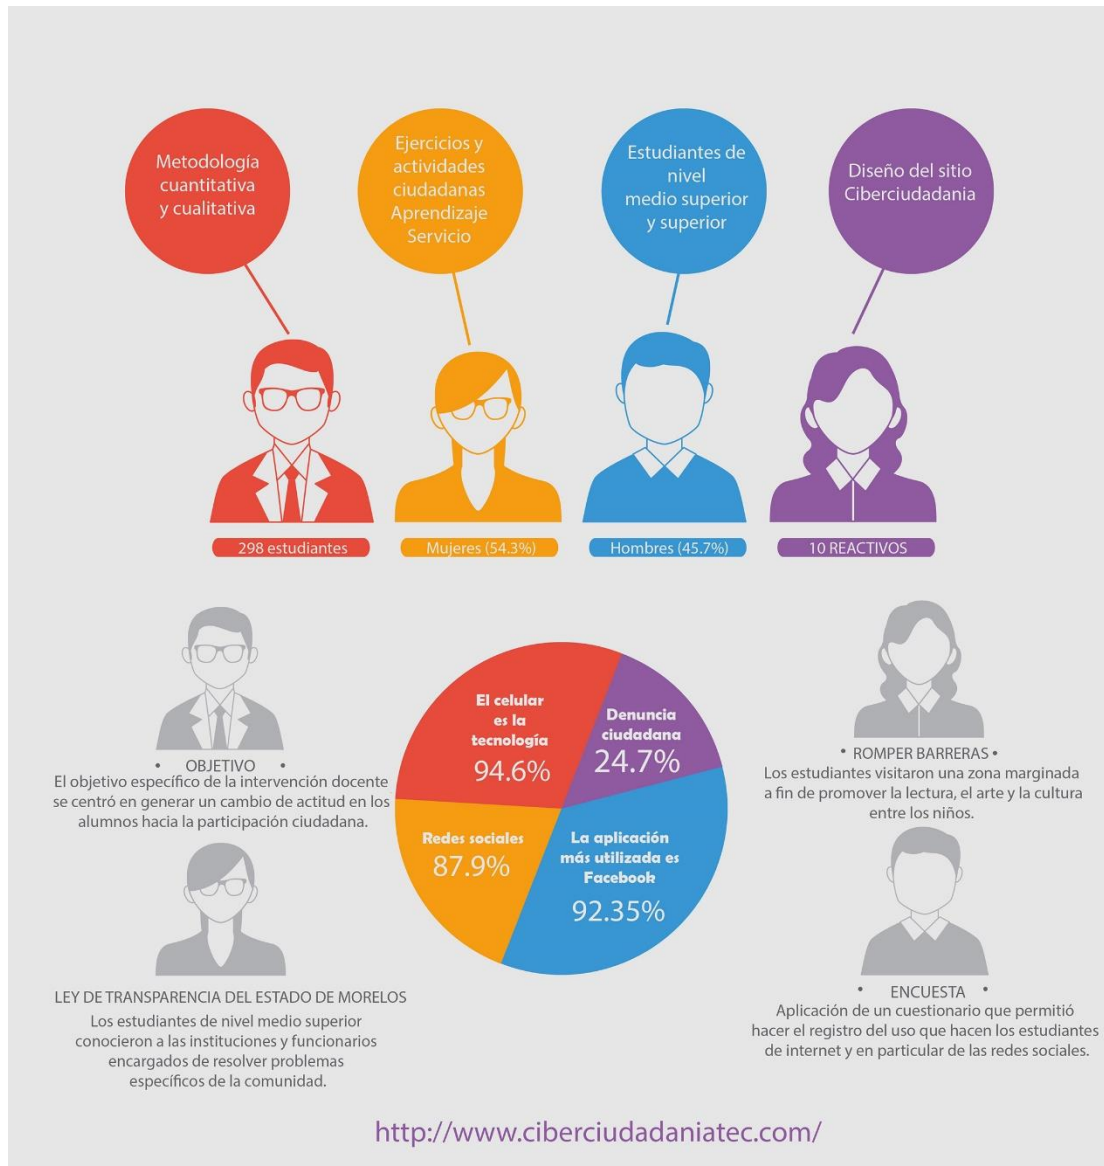 Metodología
cuantitativa
y cualitativa
Ejercicios y
actividades
ciudadanas
Aprendizaje
Servicio
Estudiantes de
nivel
medio superior
y superior
Diseño del sitio
Ciberciudadania
298 estudiantes
Mujeres (54.3%)
Hombres (45.7%)
10 REACTIVOS
• OBJETIVO •
El objetivo específico de la intervención docente
se centró en generar un cambio de actitud en los
alumnos hacia la participación ciudadana.
LEY DE TRANSPARENCIA DEL ESTADO DE MORELOS
Los estudiantes de nivel medio superior
conocieron a las instituciones y funcionarios
encargados de resolver problemas
específicos de la comunidad.
El celular
es la
tecnología
94.6%
Denuncia
ciudadana
24.7%
Redes sociales
87.9%
La aplicación
más utilizada es
Facebook
92.35%
• ROMPER BARRERAS •
Los estudiantes visitaron una zona marginada
a fin de promover la lectura, el arte y la cultura
entre los niños.
• ENCUESTA •
Aplicación de un cuestionario que permitió
hacer el registro del uso que hacen los estudiantes
de internet y en particular de las redes sociales.
http://www.ciberciudadaniatec.com/